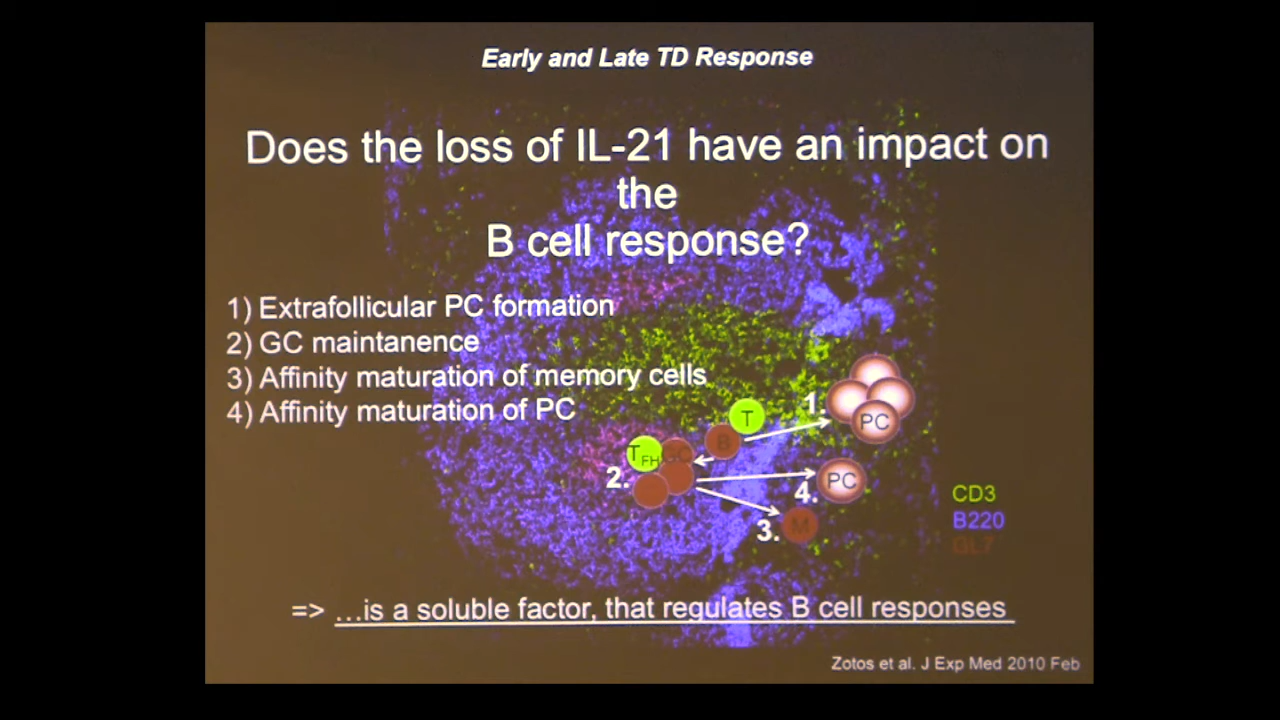 Early and Late TD Response
Does the loss of IL-21 have an impact on
the
B cell response?
1) Extrafollicular PC formation
2) GC maintanence
3) Affinity maturation of memory cells
4) Affinity maturation of PC
T
1.
PC
B
TFH
GC
2.
4.
PC
3.
M
CD3
B220
GL7
=> ...is a soluble factor, that regulates B cell responses
Zotos et al. J Exp Med 2010 Feb